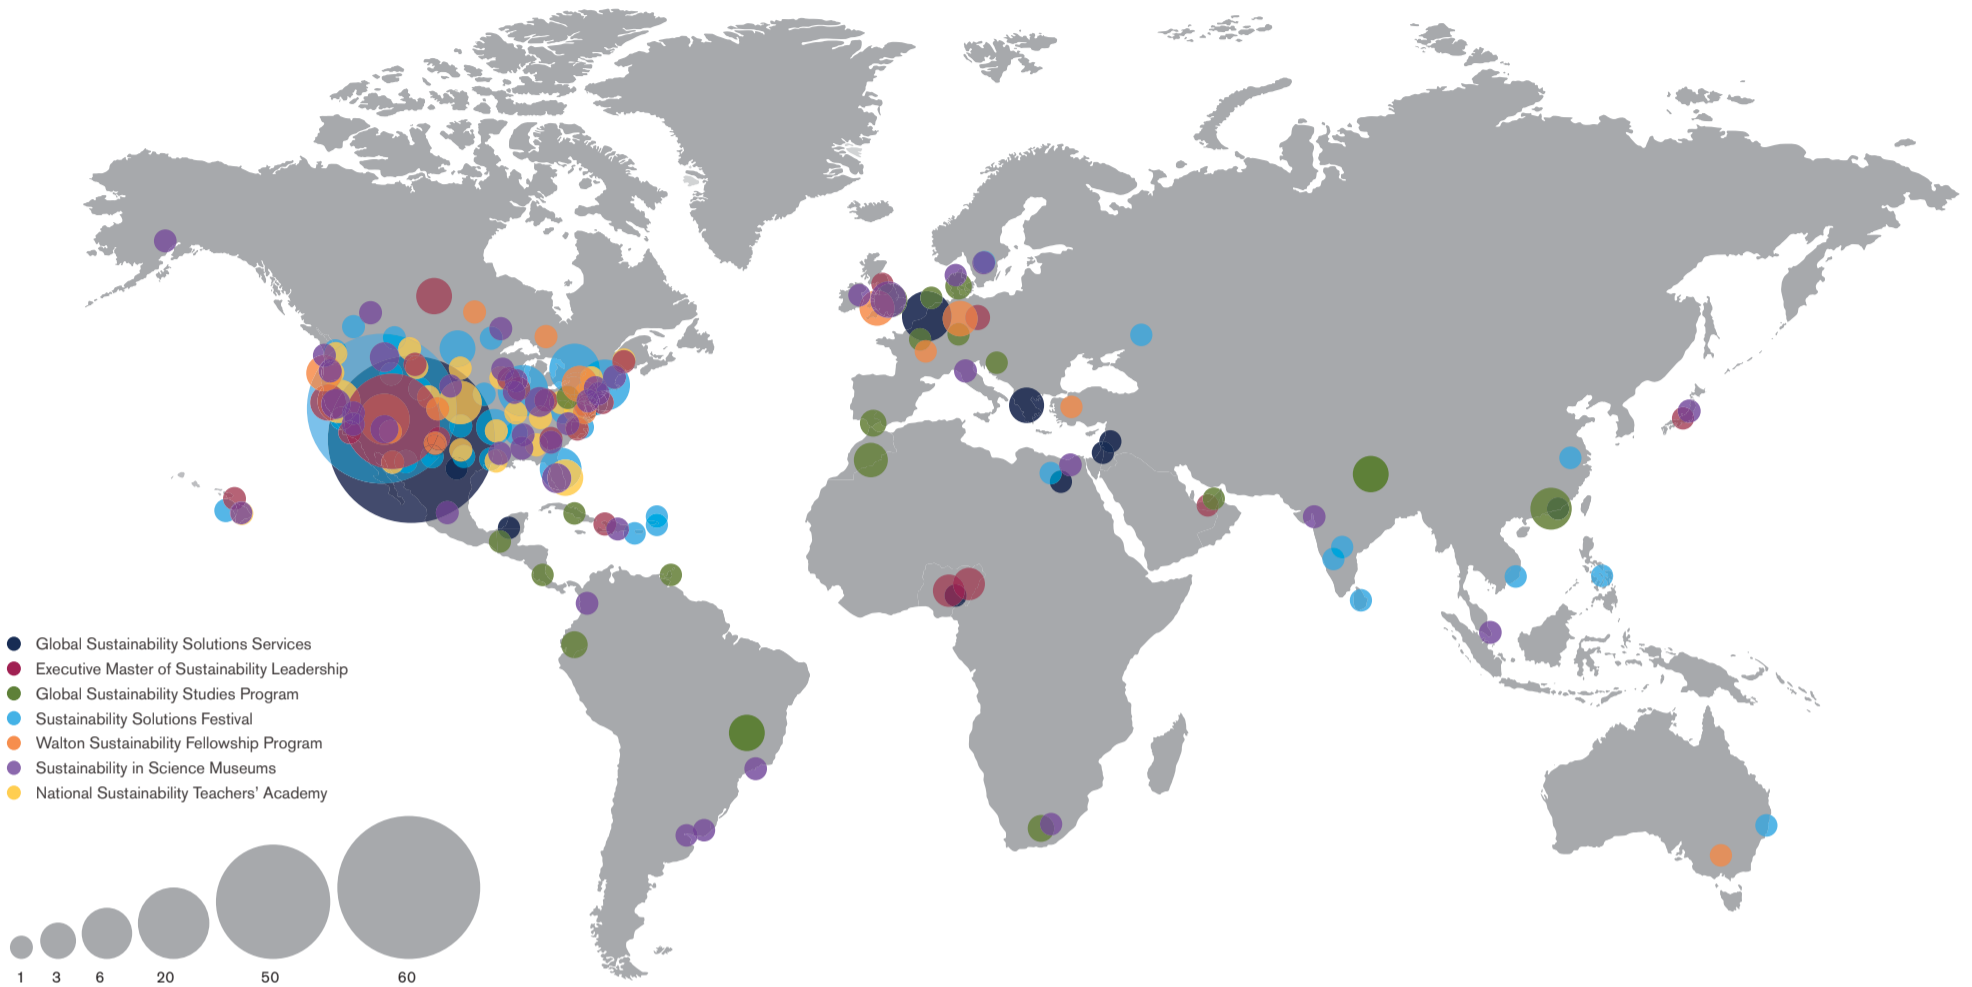 Global Sustainability Solutions Services
Executive Master of Sustainability Leadership
Global Sustainability Studies Program
Sustainability Solutions Festival
Walton Sustainability Fellowship Program
Sustainability in Science Museums
National Sustainability Teachers’ Academy
1 3 6 20 50 60